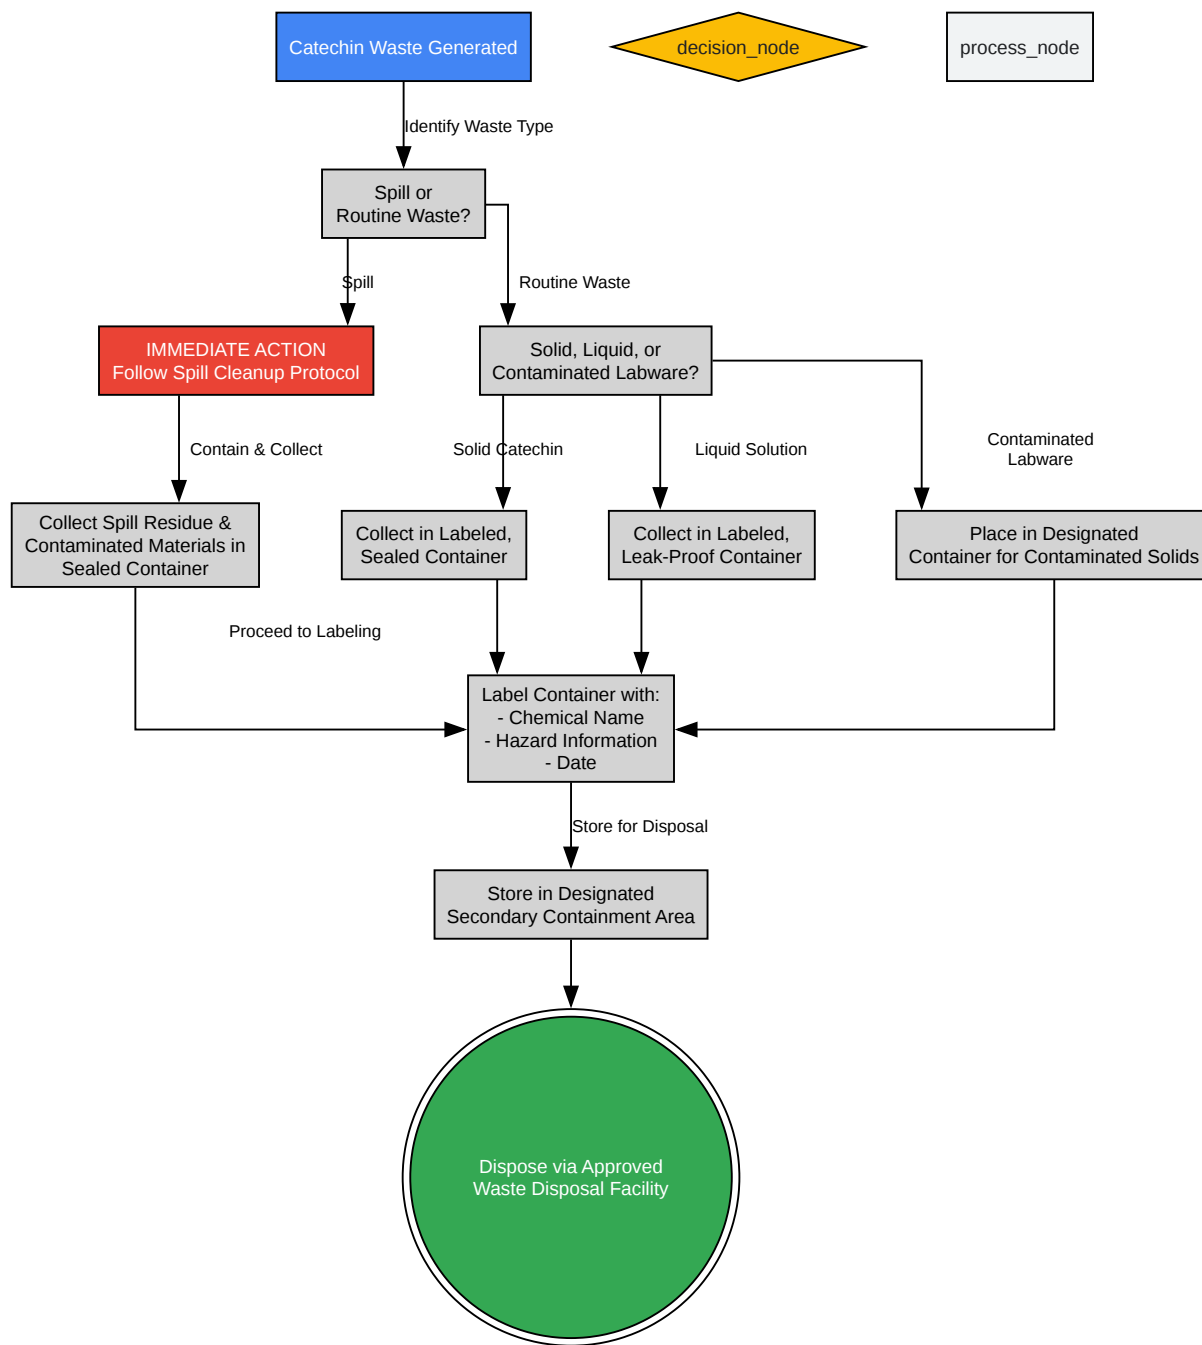 Catechin Waste Generated
decision_node
process_node
Identify Waste Type
Spill or
Routine Waste?
Spill
Routine Waste
IMMEDIATE ACTION
Follow Spill Cleanup Protocol
Solid, Liquid, or
Contaminated Labware?
Contain & Collect
Solid Catechin
Liquid Solution
Contaminated
Labware
Collect Spill Residue &
Contaminated Materials in
Sealed Container
Collect in Labeled,
Sealed Container
Collect in Labeled,
Leak-Proof Container
Place in Designated
Container for Contaminated Solids
Proceed to Labeling
Label Container with:
- Chemical Name
- Hazard Information
- Date
Store for Disposal
Store in Designated
Secondary Containment Area
Dispose via Approved
Waste Disposal Facility